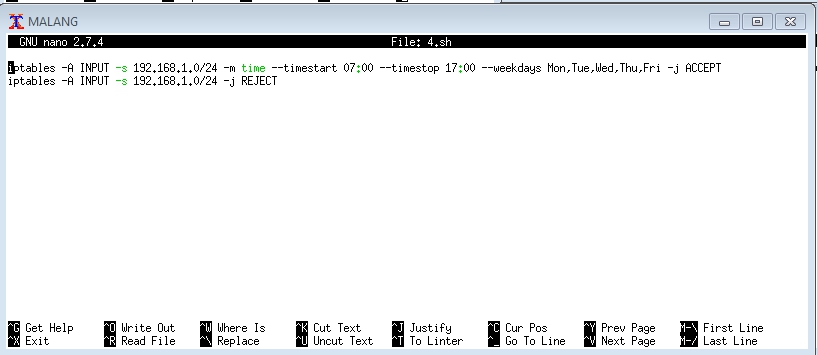 MALANG
GNU nano 2.7.4 File: 4.sh
iptables -A INPUT -s 192.168.1.0/24 -m time --timestart 07:00 --timestop 17:00 --weekdays Mon,Tue,Wed,Thu,Fri -j ACCEPT
iptables -A INPUT -s 192.168.1.0/24 -j REJECT
^G Get Help ^O Write Out ^W Where Is ^K Cut Text ^J Justify ^C Cur Pos ^Y Prev Page M-\ First Line
^X Exit ^R Read File ^\ Replace ^U Uncut Text ^T To Linter ^_ Go To Line ^V Next Page M-/ Last Line